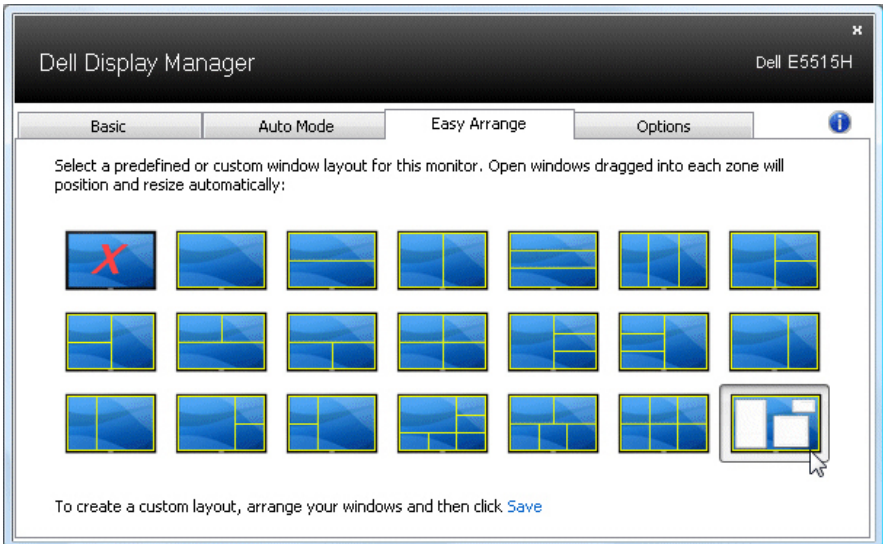 x
Dell Display Manager
Dell E5515H
Basic
Auto Mode
Easy Arrange
Options
i
Select a predefined or custom window layout for this monitor. Open windows dragged into each zone will
position and resize automatically:
X
To create a custom layout, arrange your windows and then click Save